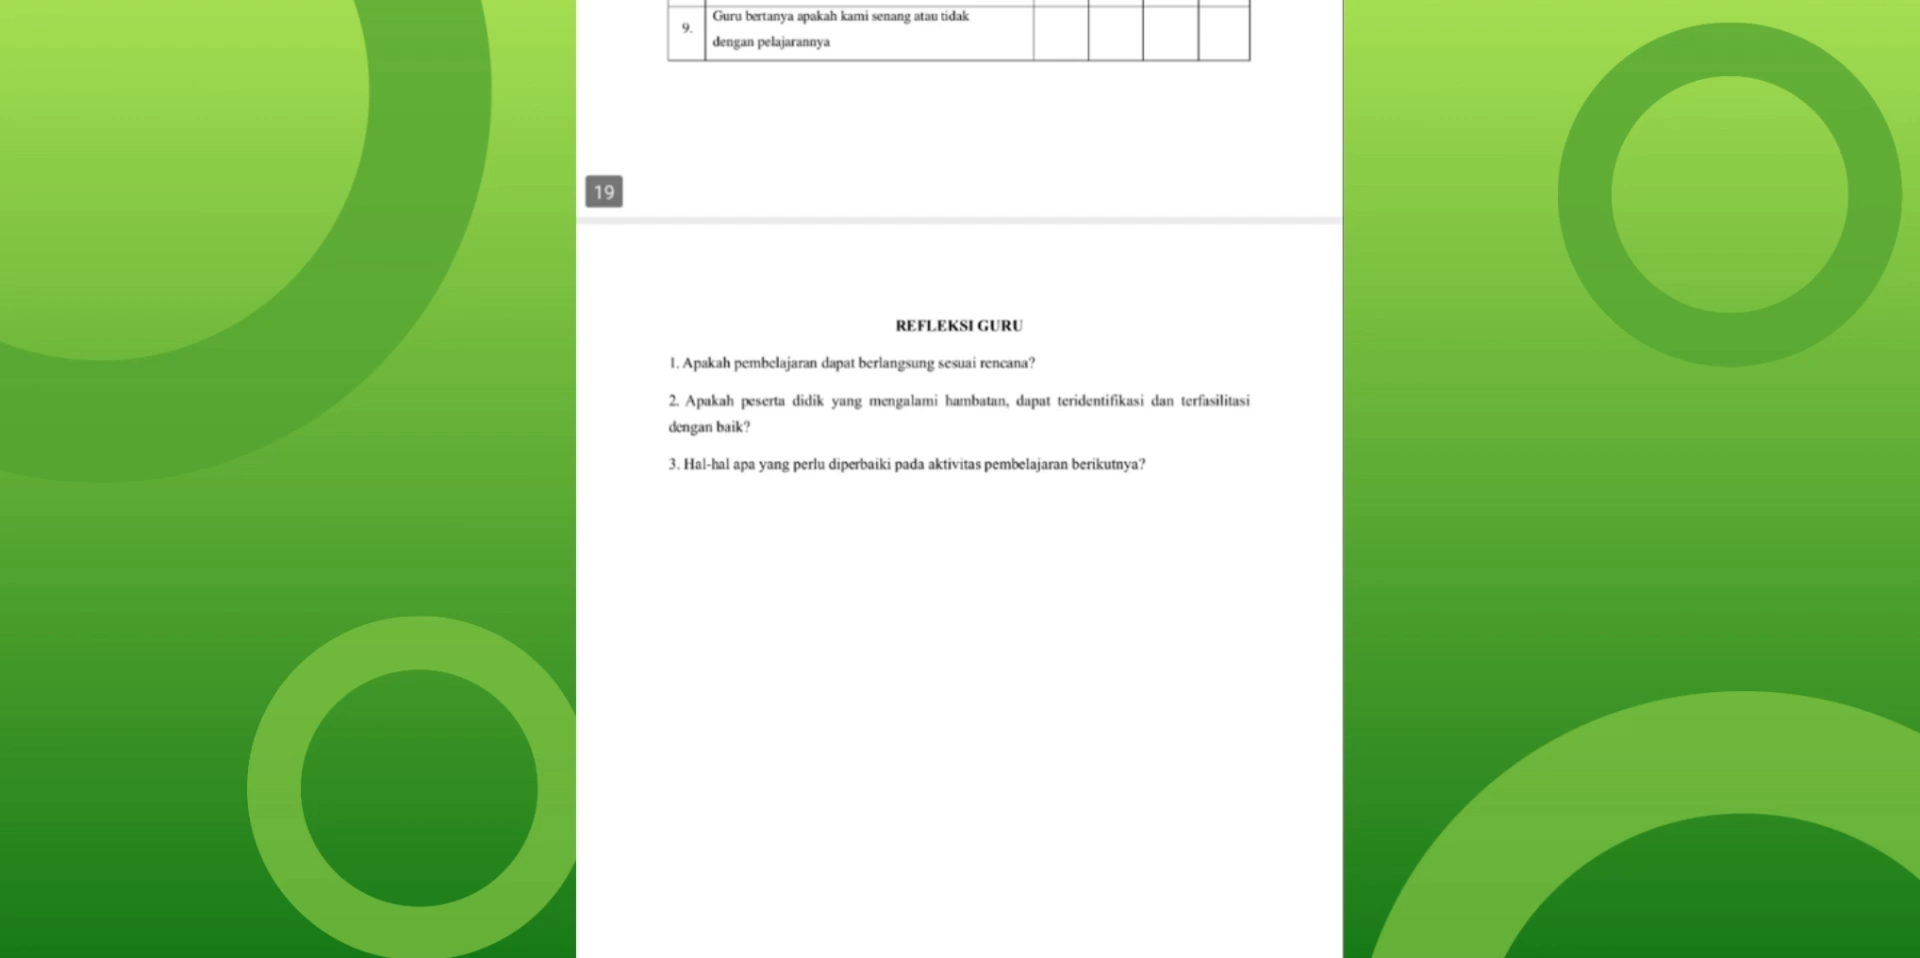 9.
Guru bertanya apakah kami senang atau tidak
dengan pelajarannya
19
REFLEKSI GURU
1. Apakah pembelajaran dapat berlangsung sesuai rencana?
2. Apakah peserta didik yang mengalami hambatan, dapat teridentifikasi dan terfasilitasi
dengan baik?
3. Hal-hal apa yang perlu diperbaiki pada aktivitas pembelajaran berikutnya?